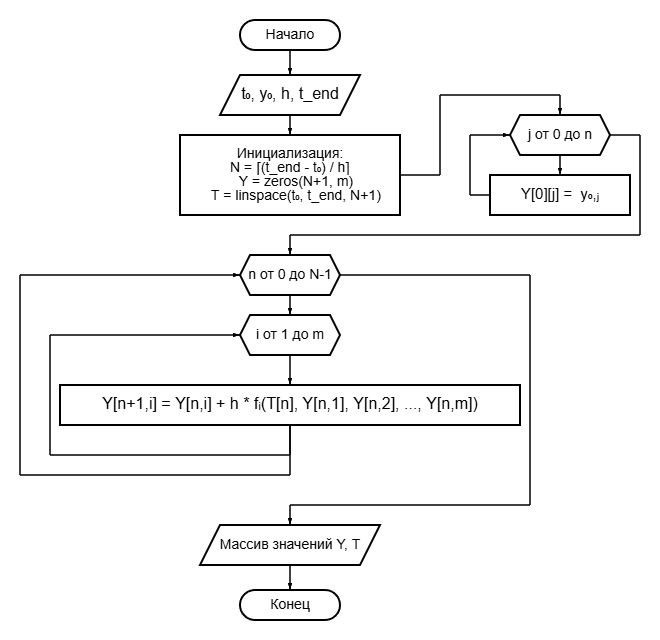 Начало
t₀, y₀, h, t_end
Инициализация:
N = ⌈(t_end - t₀) / h⌉
Y = zeros(N+1, m)
T = linspace(t₀, t_end, N+1)
j от 0 до n
Y[0][j] = y₀,j
n от 0 до N-1
i от 1 до m
Y[n+1,i] = Y[n,i] + h * fᵢ(T[n], Y[n,1], Y[n,2], ..., Y[n,m])
Массив значений Y, T
Конец